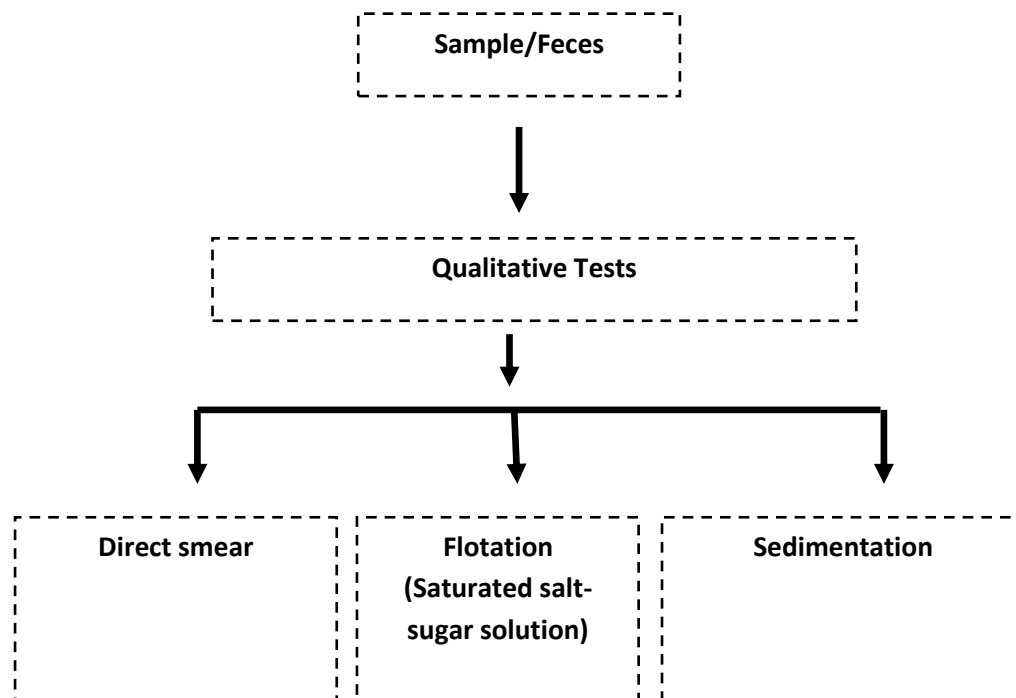 Sample/Feces
Qualitative Tests
Direct smear
Flotation
(Saturated salt-
sugar solution)
Sedimentation